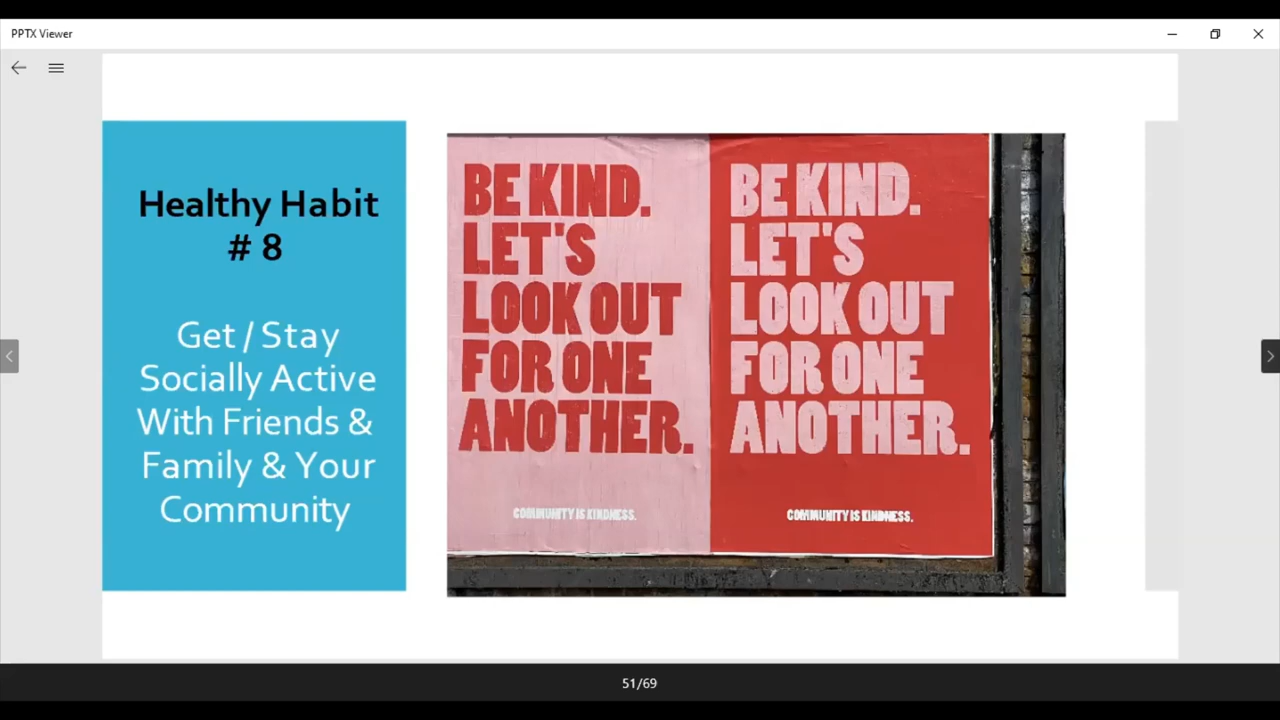 PPTX Viewer
Healthy Habit
# 8
Get / Stay
Socially Active
With Friends &
Family & Your
Community
BE KIND.
LET'S
LOOK OUT
FOR ONE
ANOTHER.
COMMUNITY IS KINDNESS.
BE KIND.
LET'S
LOOK OUT
FOR ONE
ANOTHER.
COMMUNITY IS KINDNESS.
51/69